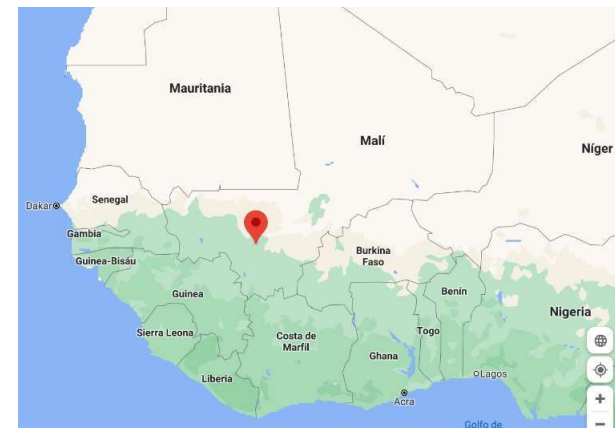 Mauritania
Malí
Níger
Senegal
Dakar
Gambia
Guinea-Bisáu
Burkina
Faso
Guinea
Benín
Nigeria
Sierra Leona
Costa de
Marfil
Togo
Ghana
Liberia
Lagos
Acra
Golfo de